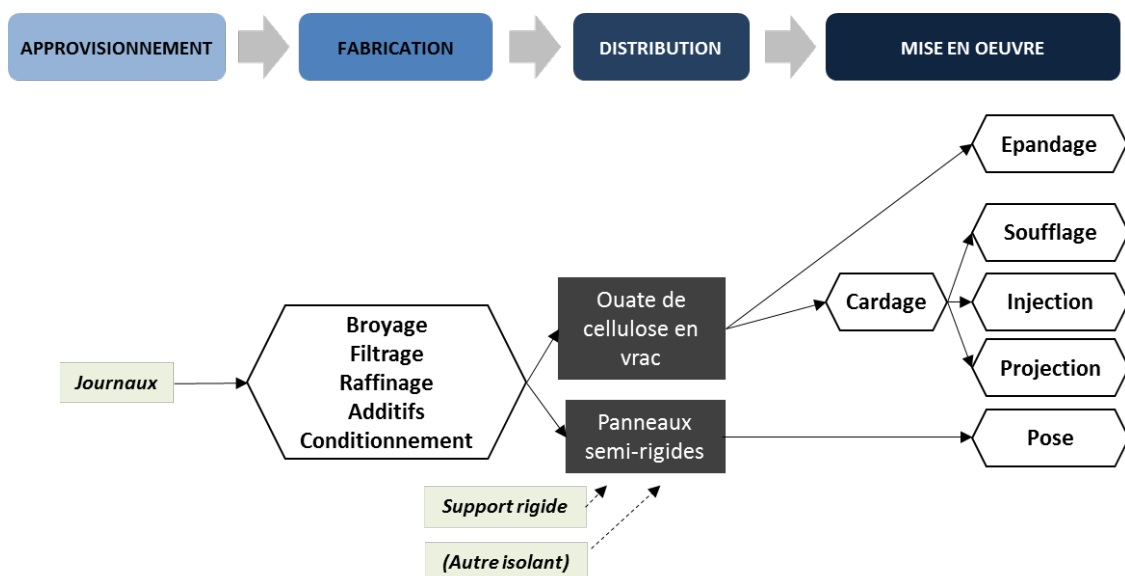 APPROVISIONNEMENT
FABRICATION
DISTRIBUTION
MISE EN OEUVRE
Epandage
Soufflage
Ouate de
cellulose en
vrac
Cardage
Injection
Broyage
Filtrage
Raffinage
Additifs
Conditionnement
Journaux
Projection
Panneaux
semi-rigides
Pose
Support rigide
(Autre isolant)